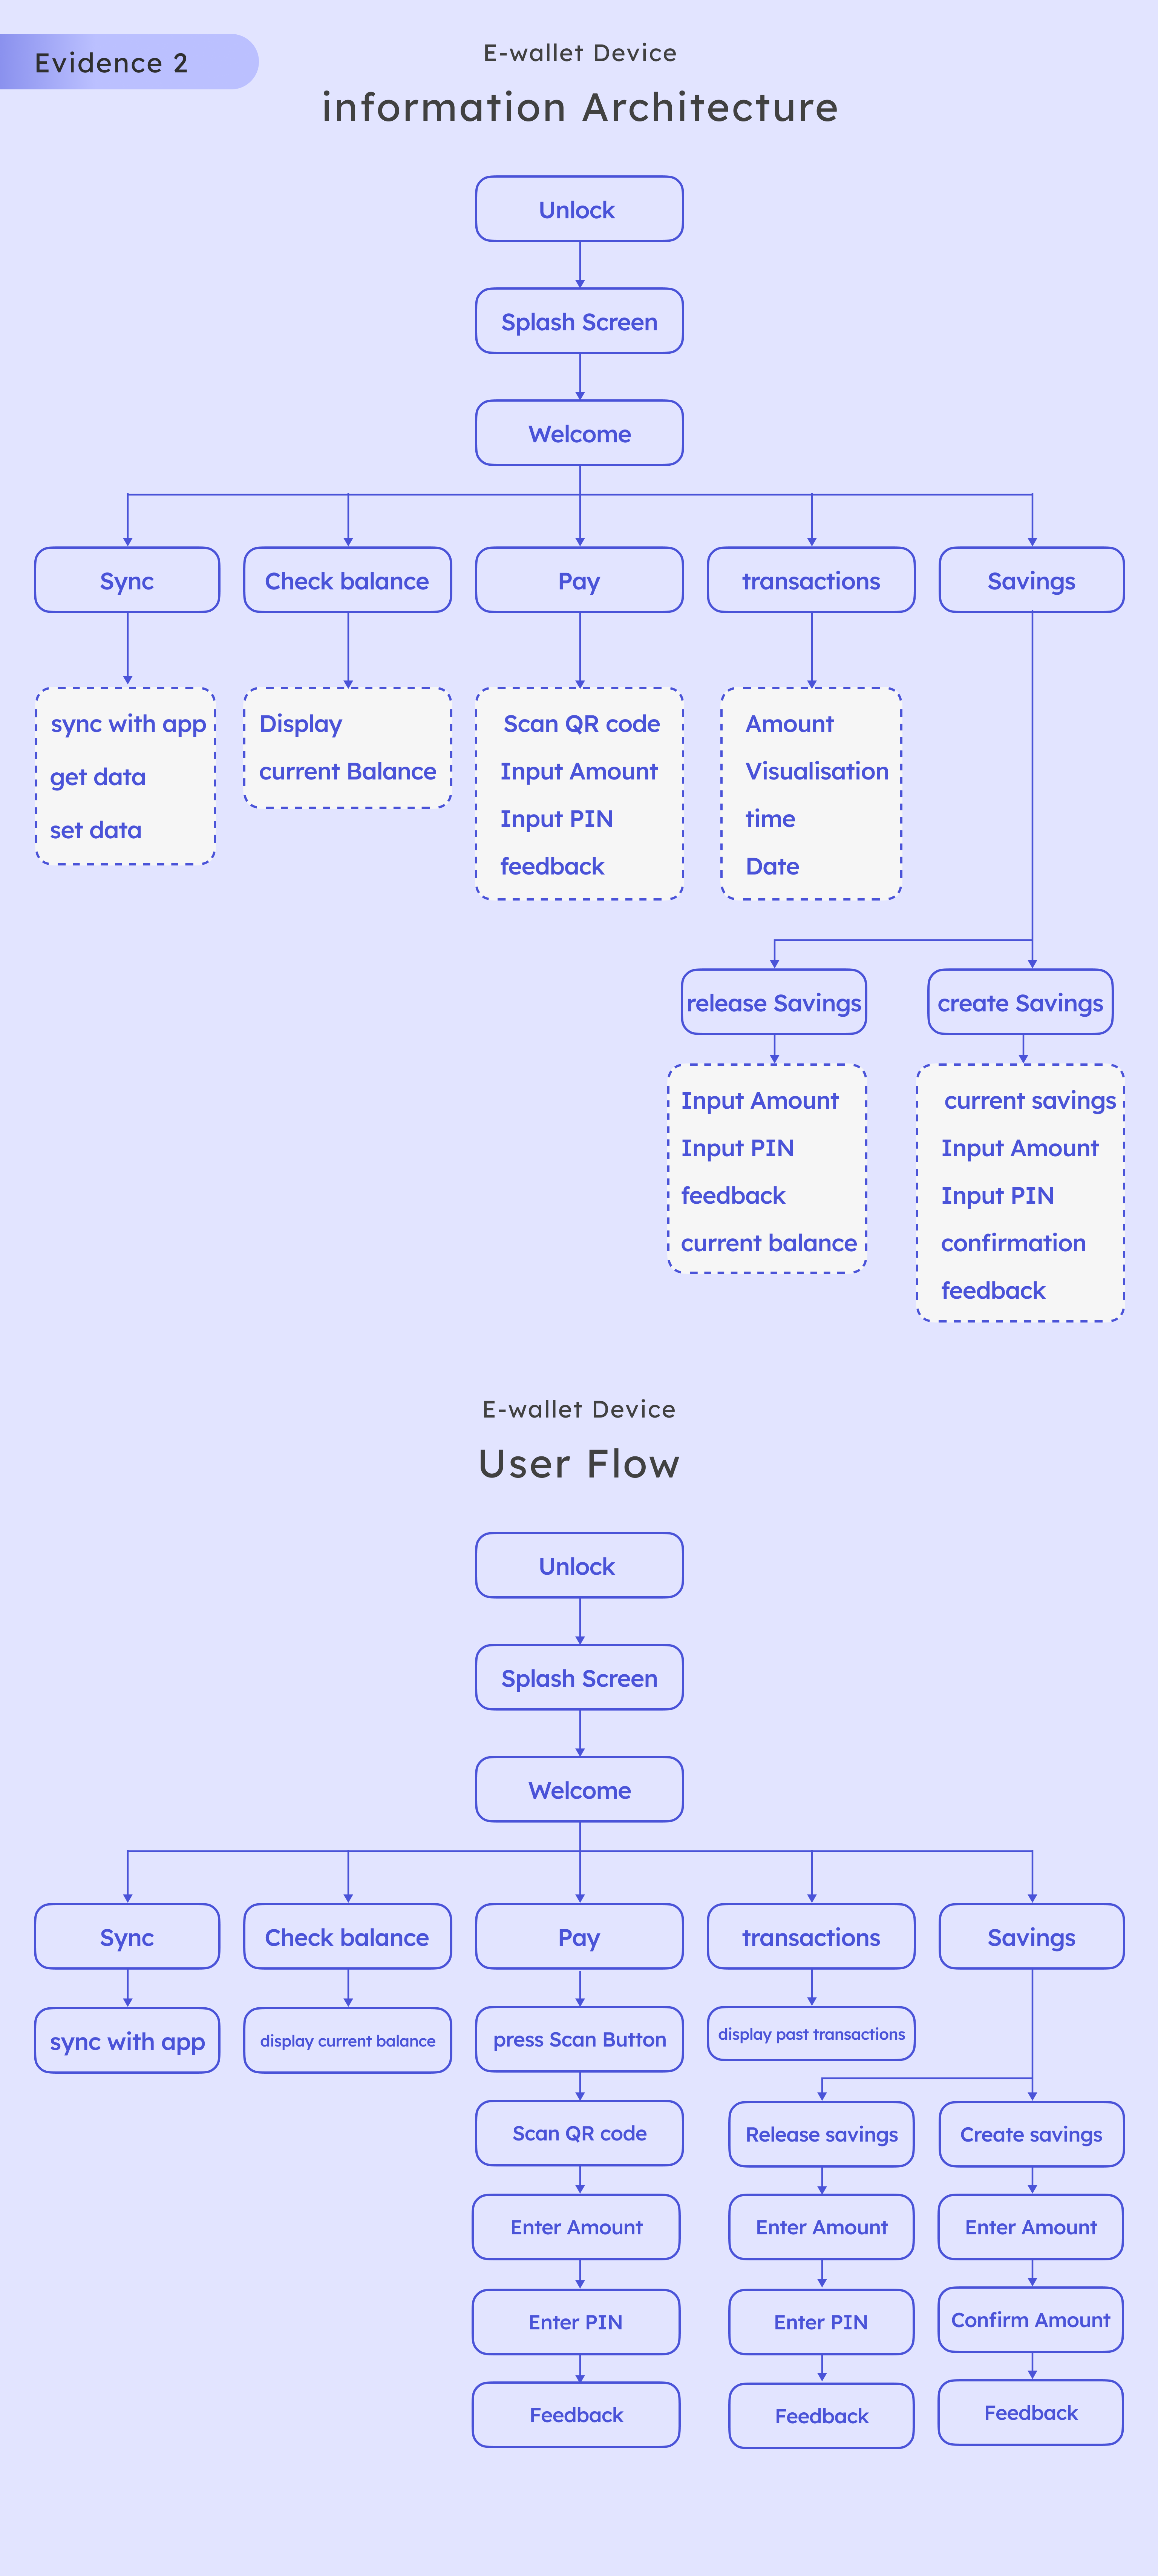 Evidence 2
E-wallet Device
information Architecture
Unlock
Splash Screen
Welcome
Sync
Check balance
Pay
transactions
Savings
sync with app
get data
set data
Display
current Balance
Scan QR code
Input Amount
Input PIN
feedback
Amount
Visualisation
time
Date
release Savings
create Savings
Input Amount
Input PIN
feedback
current balance
current savings
Input Amount
Input PIN
confirmation
feedback
E-wallet Device
User Flow
Unlock
Splash Screen
Welcome
Sync
Check balance
Pay
transactions
Savings
sync with app
display current balance
press Scan Button
display past transactions
Scan QR code
Release savings
Create savings
Enter Amount
Enter Amount
Enter Amount
Enter PIN
Enter PIN
Confirm Amount
Feedback
Feedback
Feedback